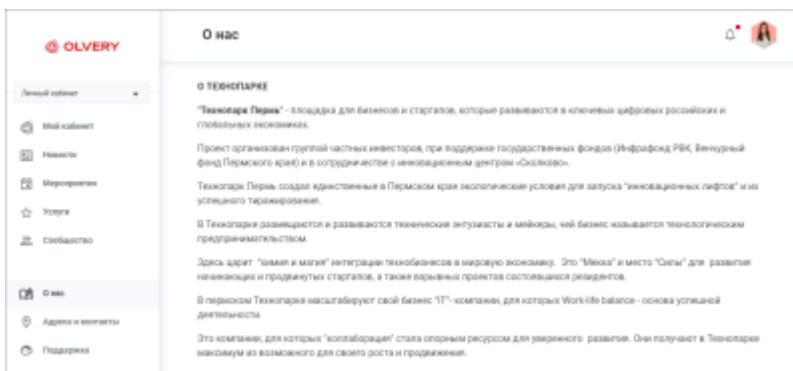 OLVERY
О нас
Личный кабинет
Мой кабинет
Новости
Мероприятия
Услуги
Сообщество
О нас
Адреса и контакты
Поддержка
О ТЕХНОПАРКЕ
"Технопарк Пермь" - площадка для бизнесов и стартапов, которые развиваются в ключевых цифровых российских и
глобальных экономиках.
Проект организован группой частных инвесторов, при поддержке государственных фондов (Инфрафонд РВК, Венчурный
фонд Пермского края) и в сотрудничестве с инновационным центром «Сколково».
Технопарк Пермь создал единственные в Пермском крае экологические условия для запуска "инновационных лифтов" и их
успешного тиражирования.
В Технопарке размещаются и развиваются технические энтузиасты и мейкеры, чей бизнес называется технологическим
предпринимательством.
Здесь царит "химия и магия" интеграции технобизнесов в мировую экономику. Это "Мекка" и место "Силы" для развития
начинающих и продвинутых стартапов, а также взрывных проектов состоявшихся резидентов.
В пермском Технопарке масштабируют свой бизнес "IT"- компании, для которых Work-life balance - основа успешной
деятельности.
Это компании, для которых "коллаборация" стала опорным ресурсом для уверенного развития. Они получают в Технопарке
максимум из возможного для своего роста и продвижения.